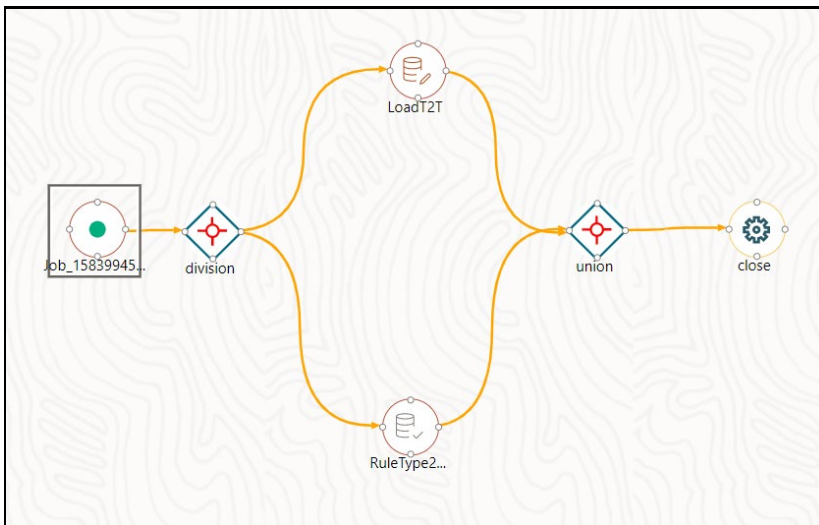 LoadT2T
Job_15839945...
division
union
close
RuleType2...